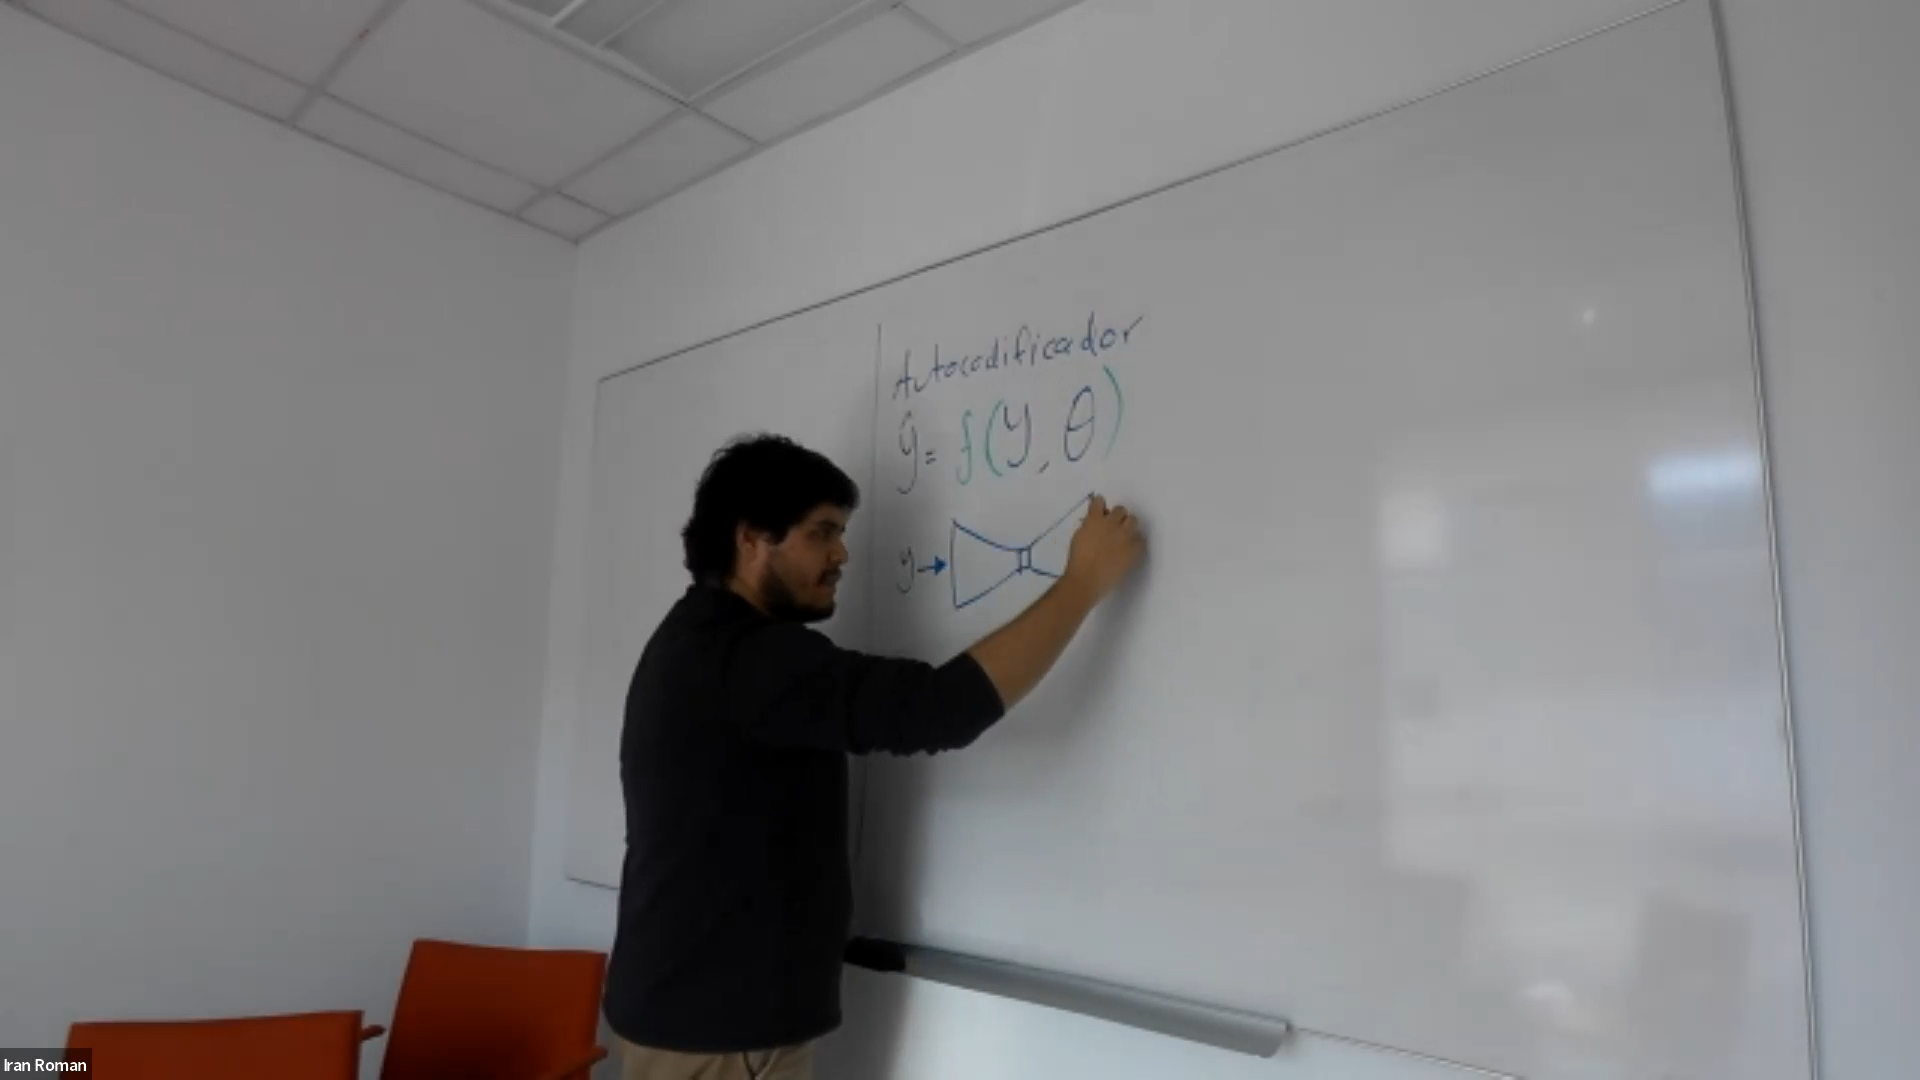 Autocodificador
ŷ = f(y, θ)
y →
Iran Roman